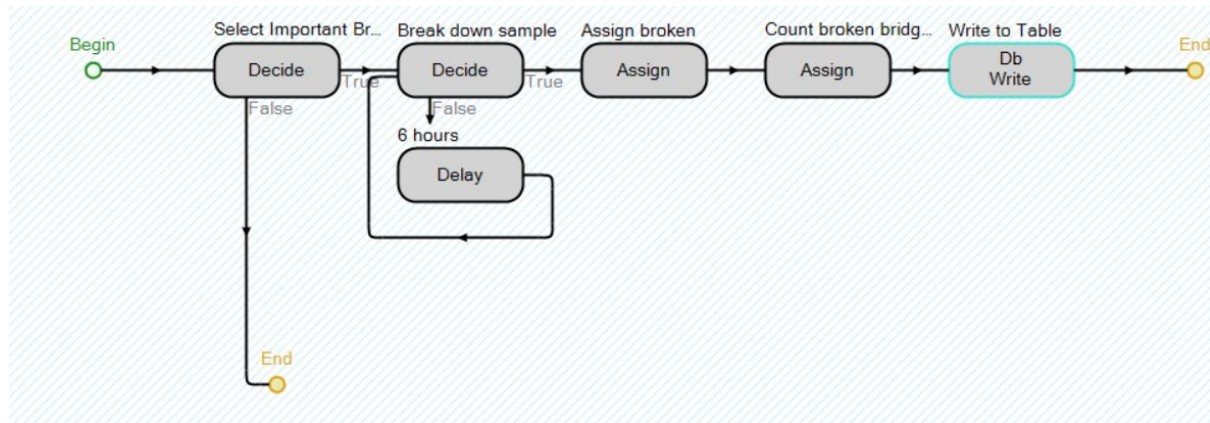 Select Important Br... Break down sample Assign broken Count broken bridg... Write to Table
Begin End
Decide Decide Assign Assign Db
Write
True True
False False
6 hours
Delay
End